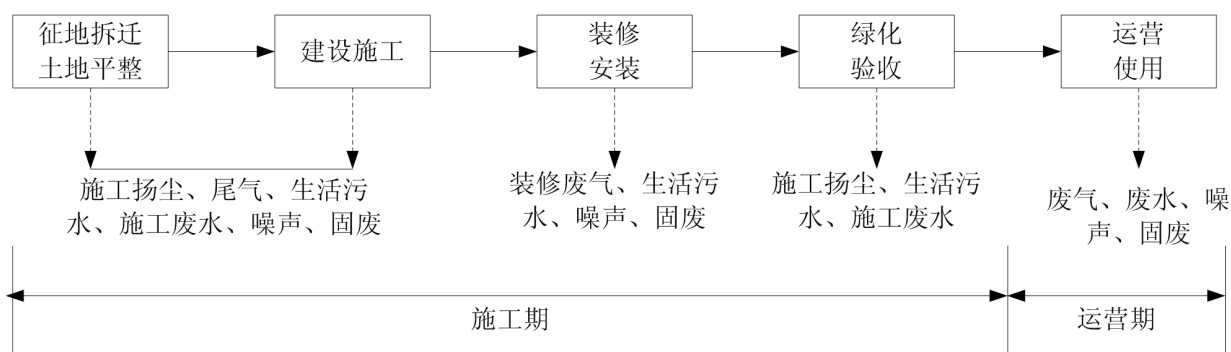 征地拆迁
土地平整
建设施工
装修
安装
绿化
验收
运营
使用
施工扬尘、尾气、生活污
水、施工废水、噪声、固废
装修废气、生活污
水、噪声、固废
施工扬尘、生活污
水、施工废水
废气、废水、噪
声、固废
施工期
运营期